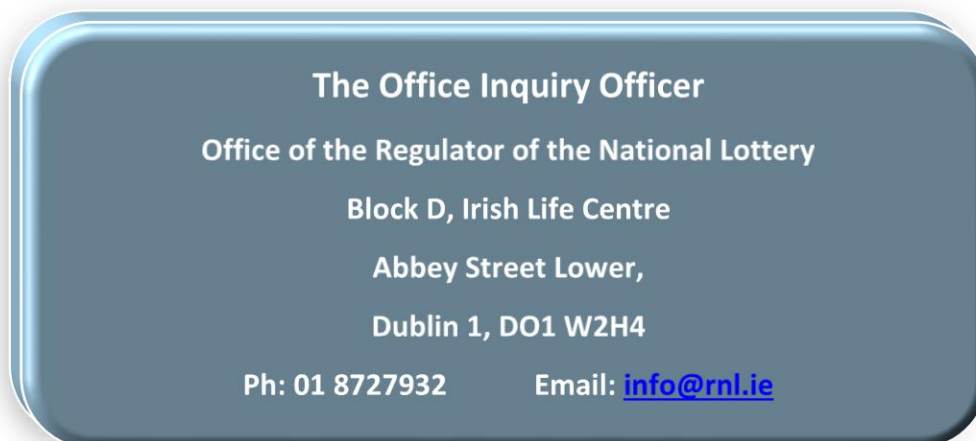 The Office Inquiry Officer
Office of the Regulator of the National Lottery
Block D, Irish Life Centre
Abbey Street Lower,
Dublin 1, DO1 W2H4
Ph: 01 8727932 Email: info@rnl.ie